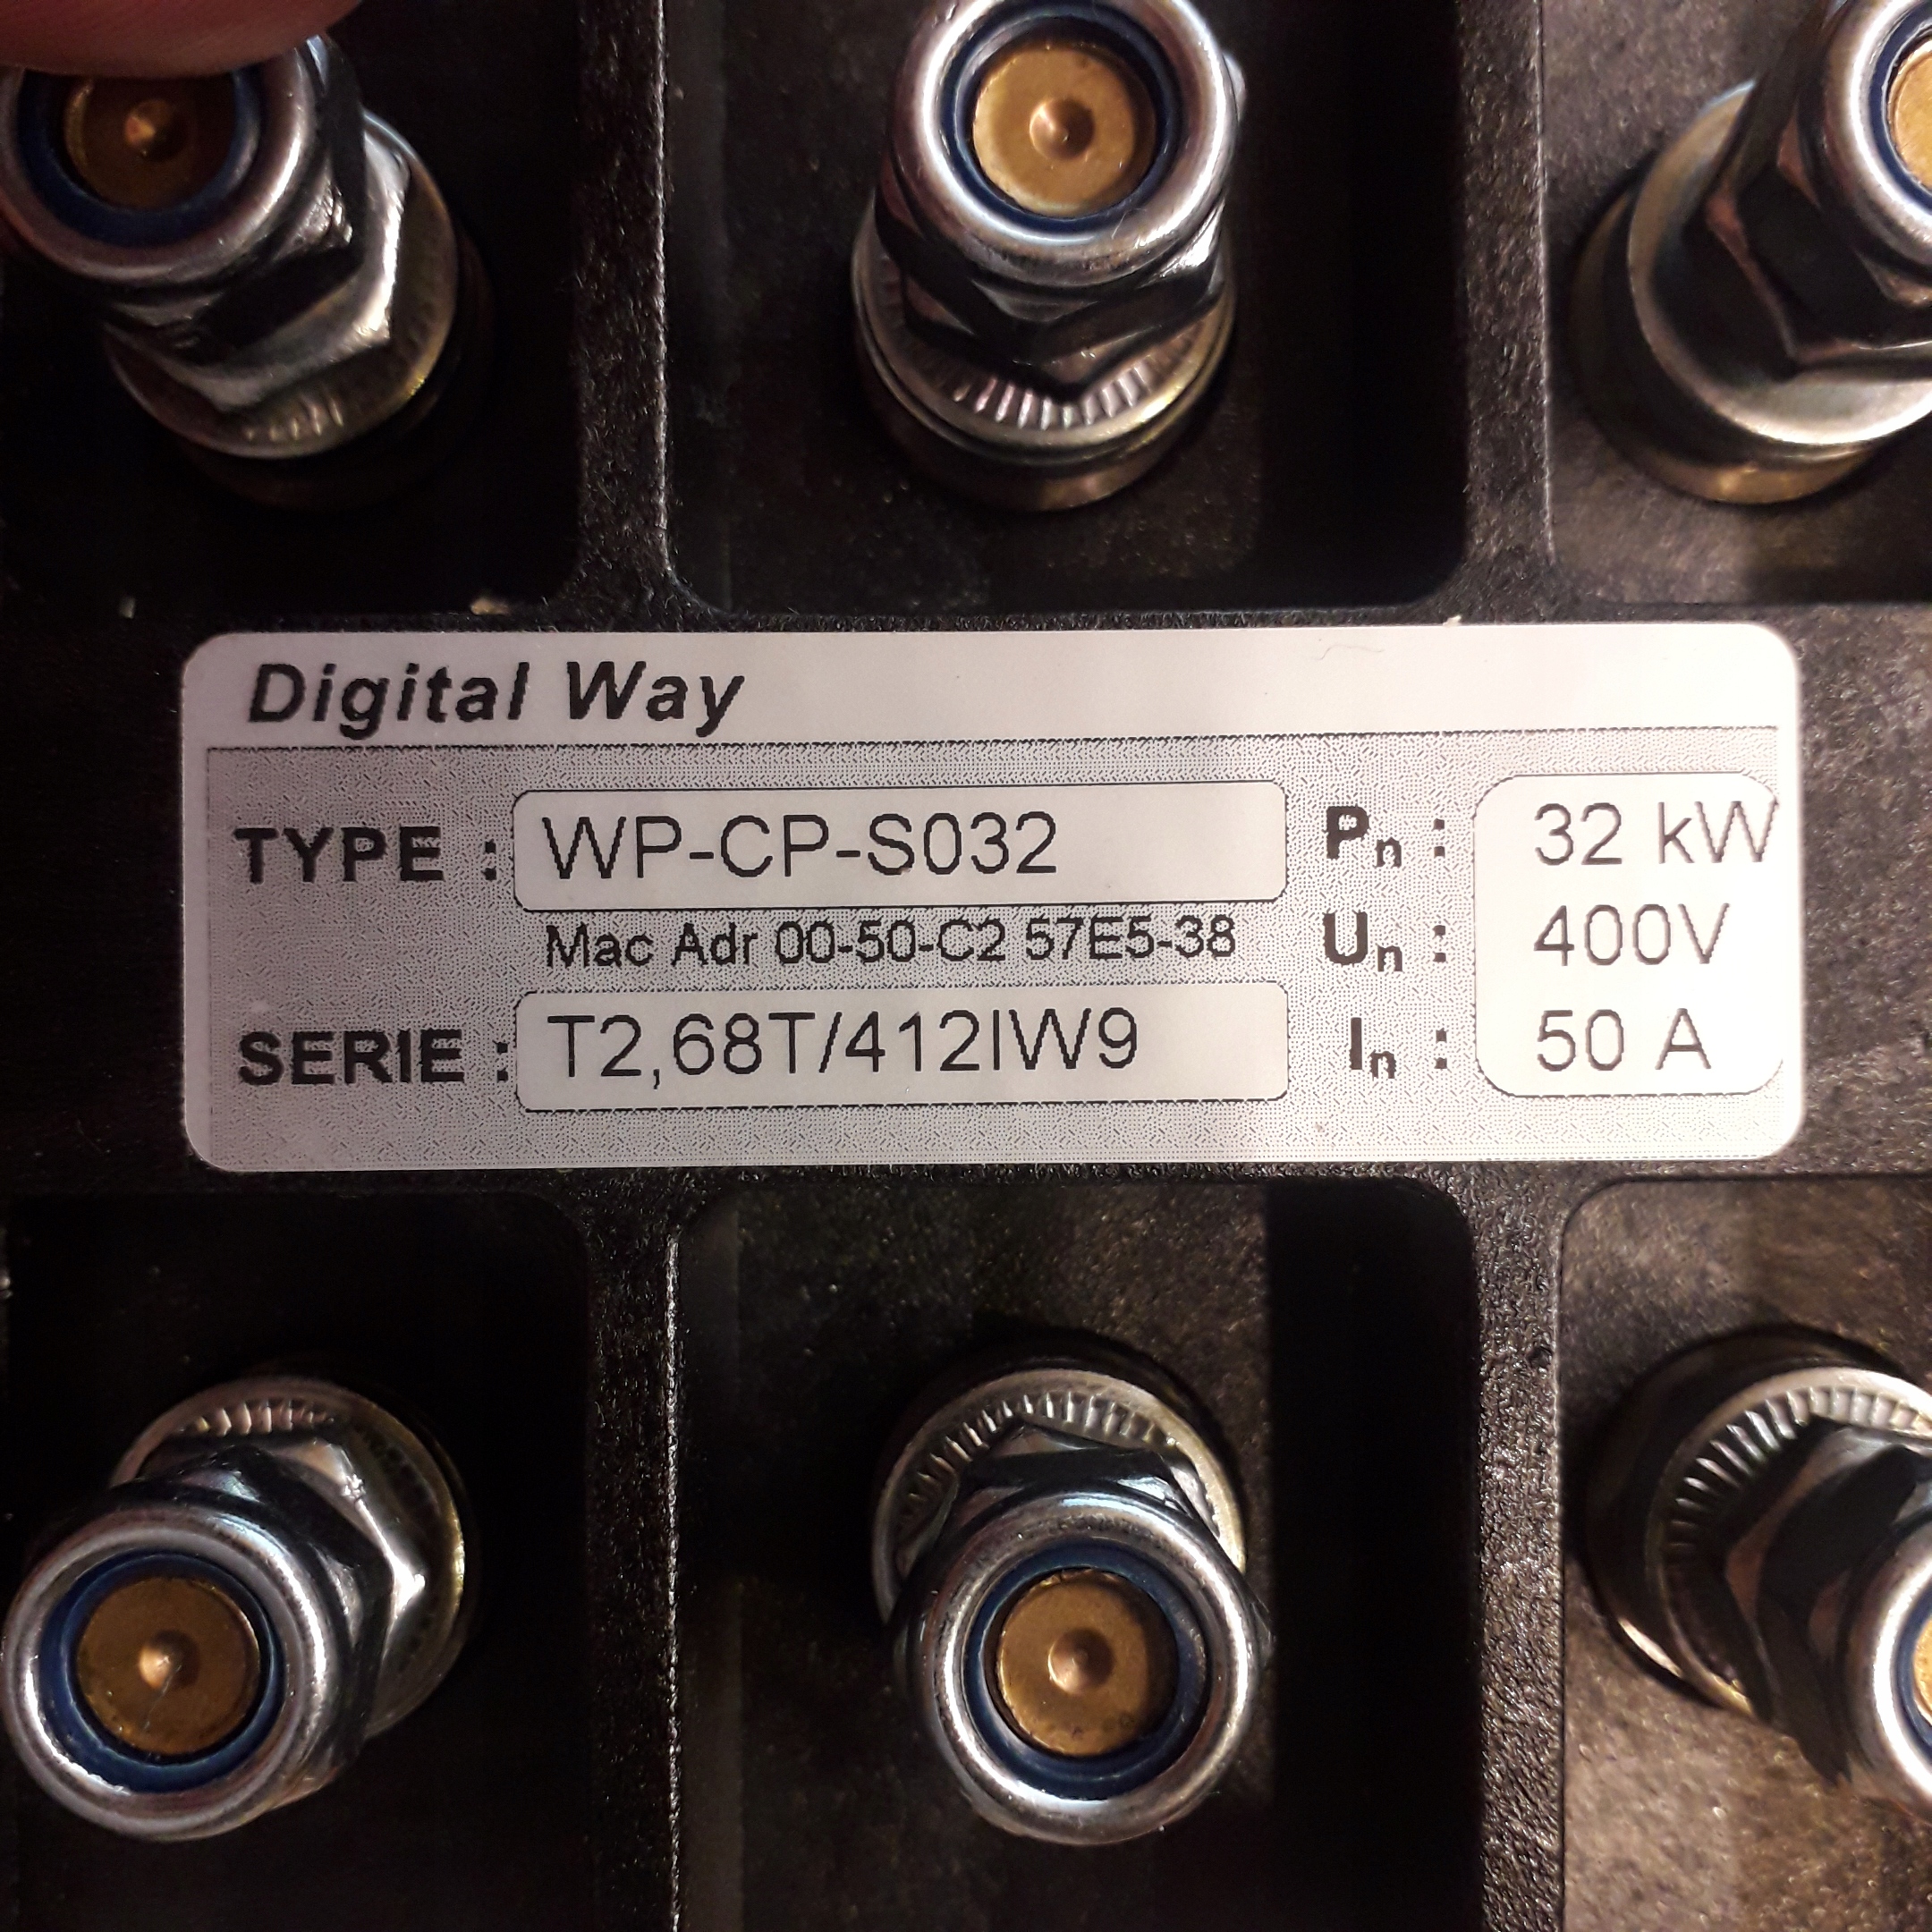 Digital Way
TYPE : WP-CP-S032 Pn : 32 kW
Mac Adr 00-50-C2 57E5-38 Un : 400V
SERIE : T2,68T/412IW9 In : 50 A